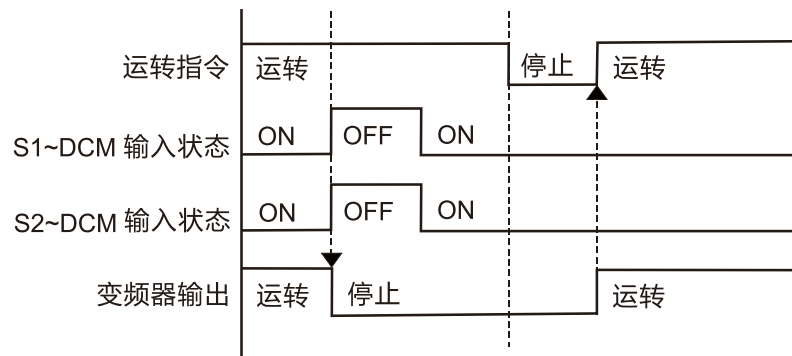 运转指令 运转 停止 运转
S1~DCM 输入状态 ON OFF ON
S2~DCM 输入状态 ON OFF ON
变频器输出 运转 停止 运转